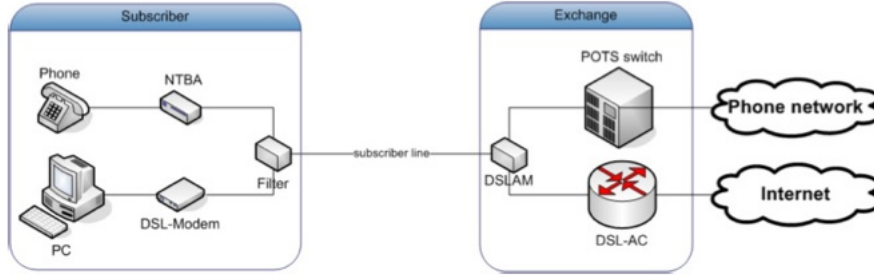 Subscriber
Exchange
POTS switch
Phone
NTBA
Phone network
subscriber line
Filter
DSLAM
Internet
DSL-Modem
PC
DSL-AC